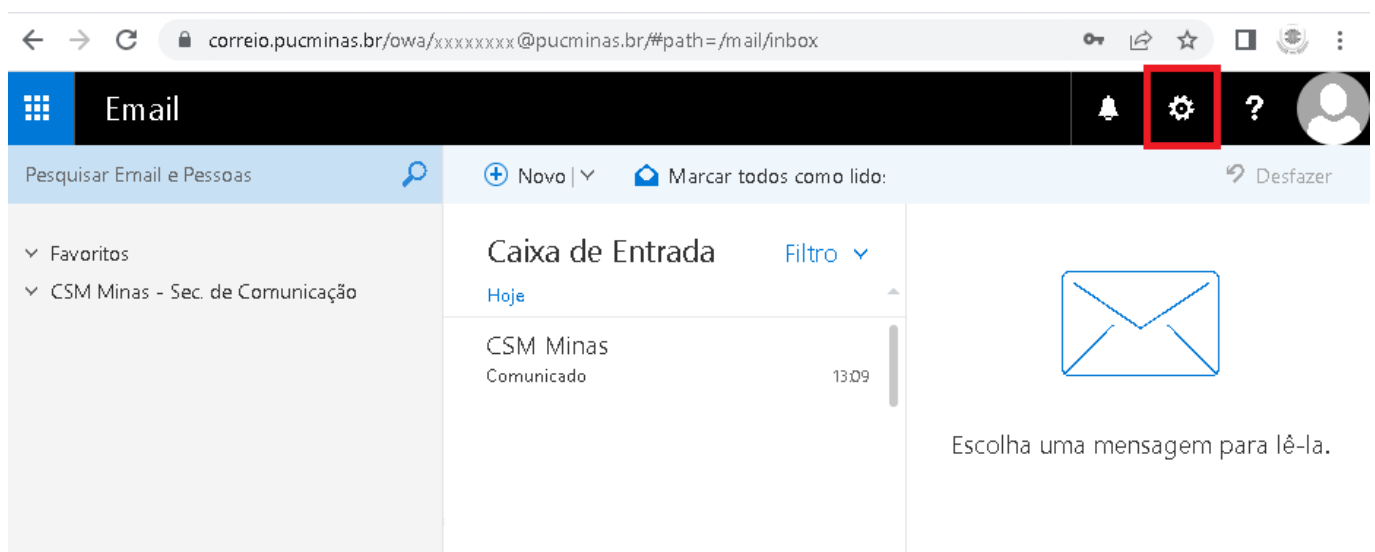 correio.pucminas.br/owa/xxxxxxxx@pucminas.br/#path=/mail/inbox
Email
?
Pesquisar Email e Pessoas
Novo
Marcar todos como lido:
Desfazer
Favoritos
CSM Minas - Sec. de Comunicação
Caixa de Entrada
Filtro
Hoje
CSM Minas
Comunicado
13:09
Escolha uma mensagem para lê-la.